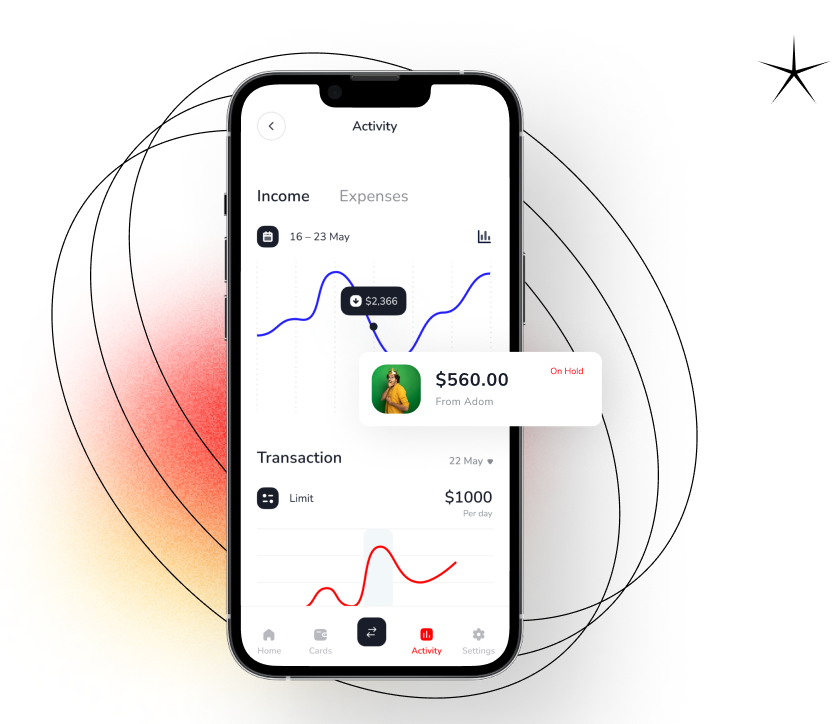 Activity
Income Expenses
16 – 23 May
$2,366
$560.00
On Hold
From Adom
Transaction
22 May
Limit
$1000
Per day
Home Cards Activity Settings